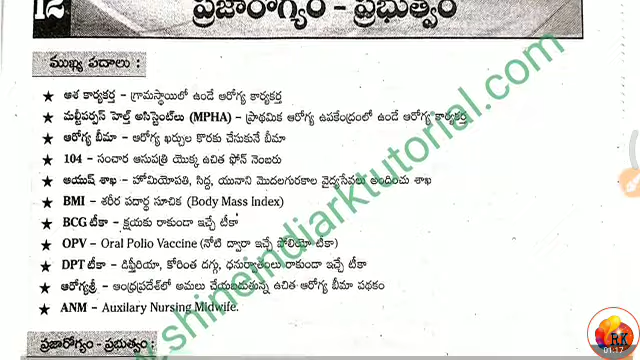 12
ప్రజారోగ్యం - ప్రభుత్వం
ముఖ్య పదాలు :
★ ఆశ కార్యకర్త – గ్రామస్థాయిలో ఉండే ఆరోగ్య కార్యకర్త
★ మల్టీపర్పస్ హెల్త్ అసిస్టెంట్‌లు (MPHA) – ప్రాథమిక ఆరోగ్య ఉపకేంద్రంలో ఉండే ఆరోగ్య కార్యకర్త
★ ఆరోగ్య బీమా – ఆరోగ్య ఖర్చుల కొరకు చేసుకునే బీమా
★ 104 – సంచార ఆసుపత్రి యొక్క ఉచిత ఫోన్ నెంబరు
★ ఆయుష్ శాఖ – హోమియోపతి, సిద్ధ, యునాని మొదలగురకాల వైద్యసేవలు అందించు శాఖ
★ BMI – శరీర పదార్థ సూచిక (Body Mass Index)
★ BCG టీకా – క్షయకు రాకుండా ఇచ్చే టీకా
★ OPV – Oral Polio Vaccine (నోటి ద్వారా ఇచ్చే పోలియో టీకా)
★ DPT టీకా – డిఫ్తీరియా, కోరింత దగ్గు, ధనుర్వాతంలు రాకుండా ఇచ్చే టీకా
★ ఆరోగ్యశ్రీ – ఆంధ్రప్రదేశ్‌లో అమలు చేయబడుతున్న ఉచిత ఆరోగ్య బీమా పథకం
★ ANM – Auxilary Nursing Midwife.
ప్రజారోగ్యం - ప్రభుత్వం :
www.shineindiarktutorial.com
RK
01:17